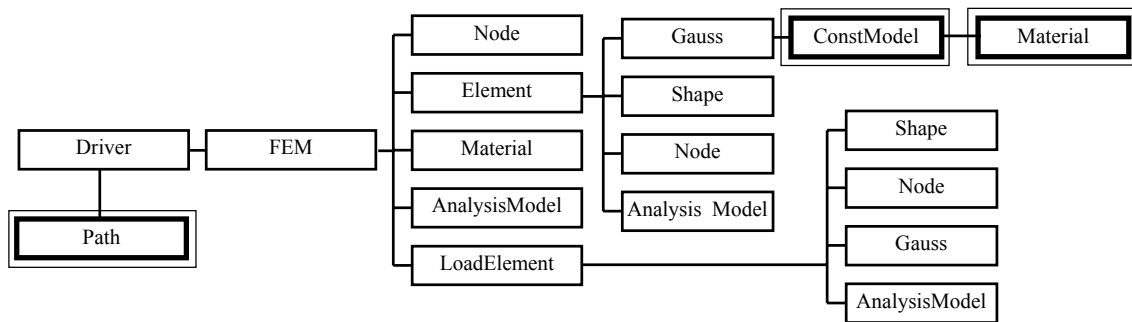 Node
Gauss
ConstModel
Material
Element
Shape
Shape
Driver
FEM
Material
Node
Node
AnalysisModel
Analysis Model
Path
Gauss
LoadElement
AnalysisModel